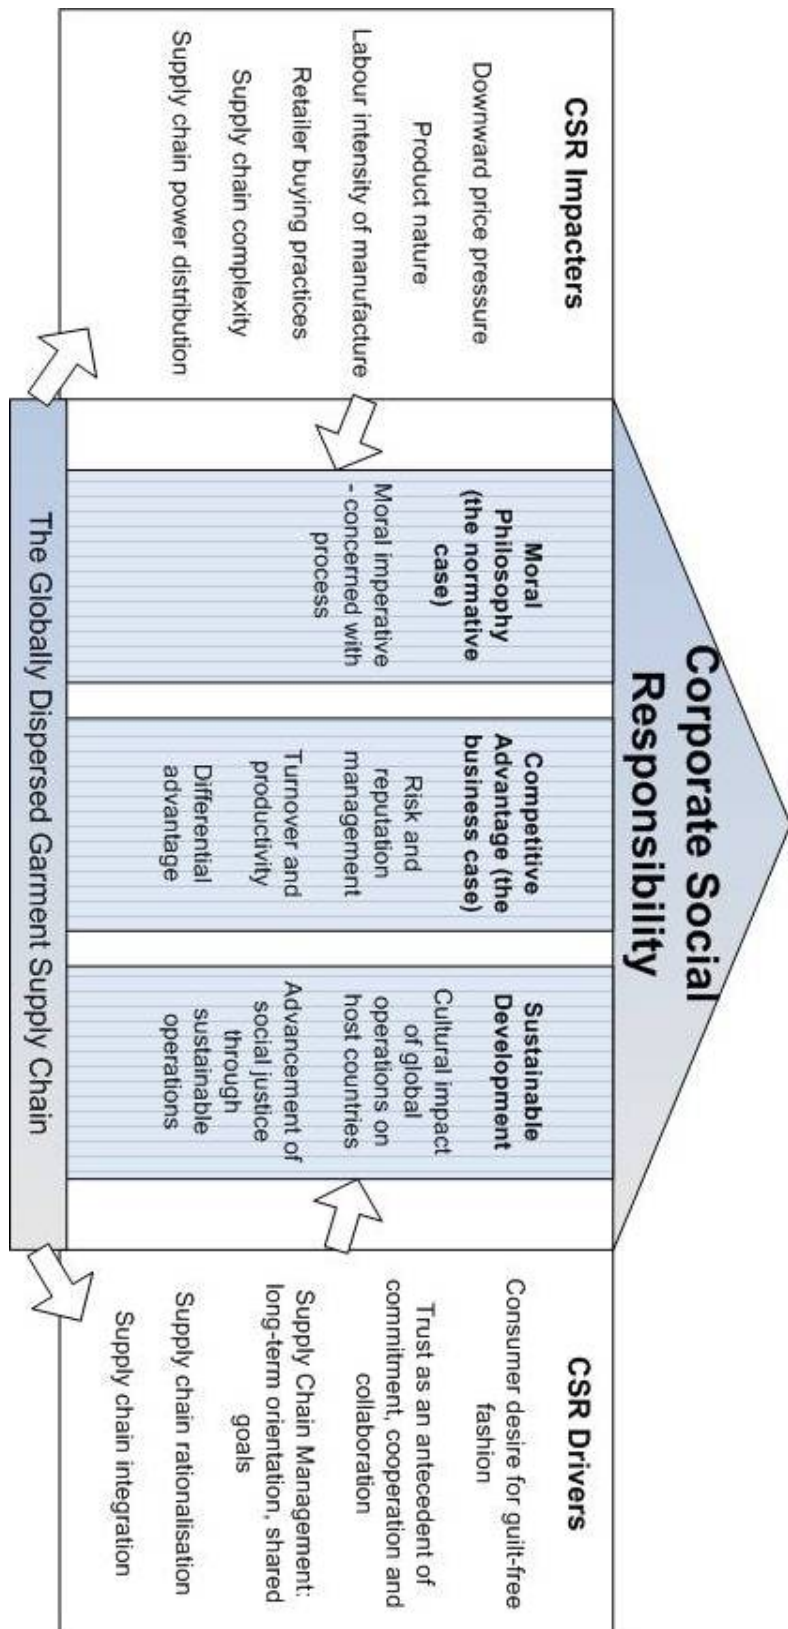 Corporate Social
Responsibility
CSR Impacters
Downward price pressure
Product nature
Labour intensity of manufacture
Retailer buying practices
Supply chain complexity
Supply chain power distribution
Moral
Philosophy
(the normative
case)
Moral imperative
- concerned with
process
Competitive
Advantage (the
business case)
Risk and
reputation
management
Turnover and
productivity
Differential
advantage
Sustainable
Development
Cultural impact
of global
operations on
host countries
Advancement of
social justice
through
sustainable
operations
CSR Drivers
Consumer desire for guilt-free
fashion
Trust as an antecedent of
commitment, cooperation and
collaboration
Supply Chain Management:
long-term orientation, shared
goals
Supply chain rationalisation
Supply chain integration
The Globally Dispersed Garment Supply Chain